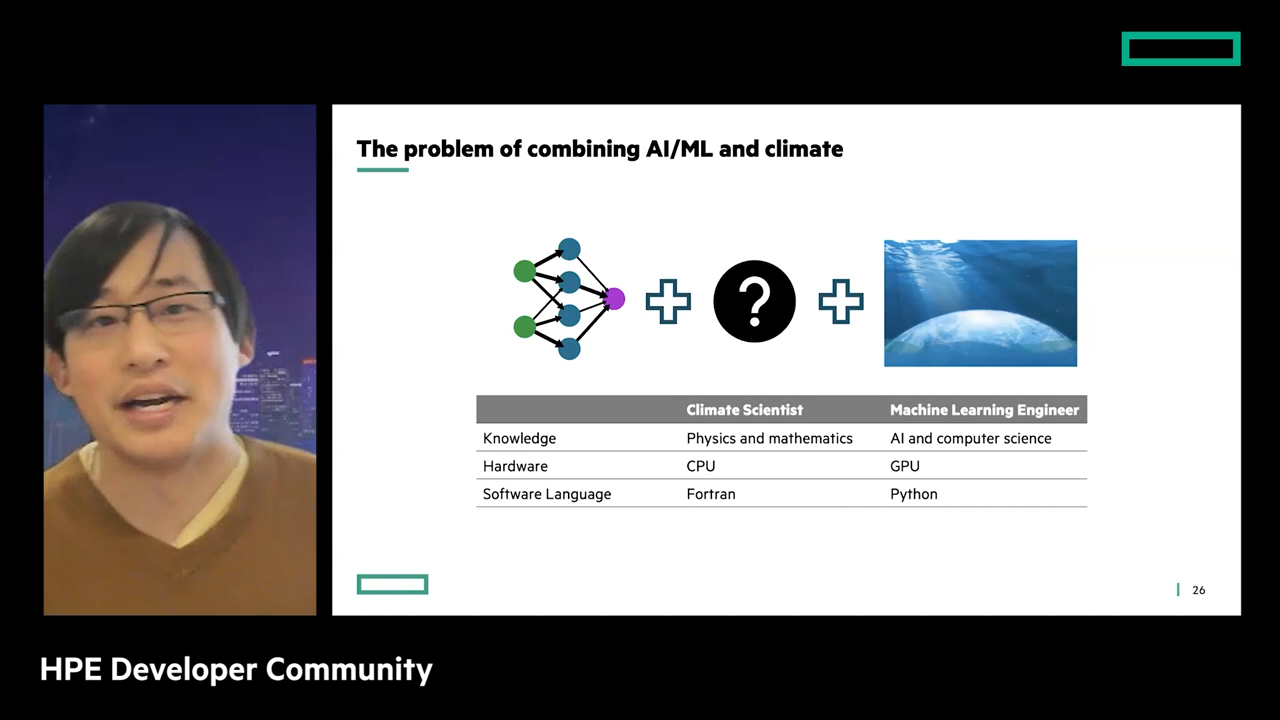 The problem of combining AI/ML and climate
?
Climate Scientist Machine Learning Engineer
Knowledge Physics and mathematics AI and computer science
Hardware CPU GPU
Software Language Fortran Python
26
HPE Developer Community